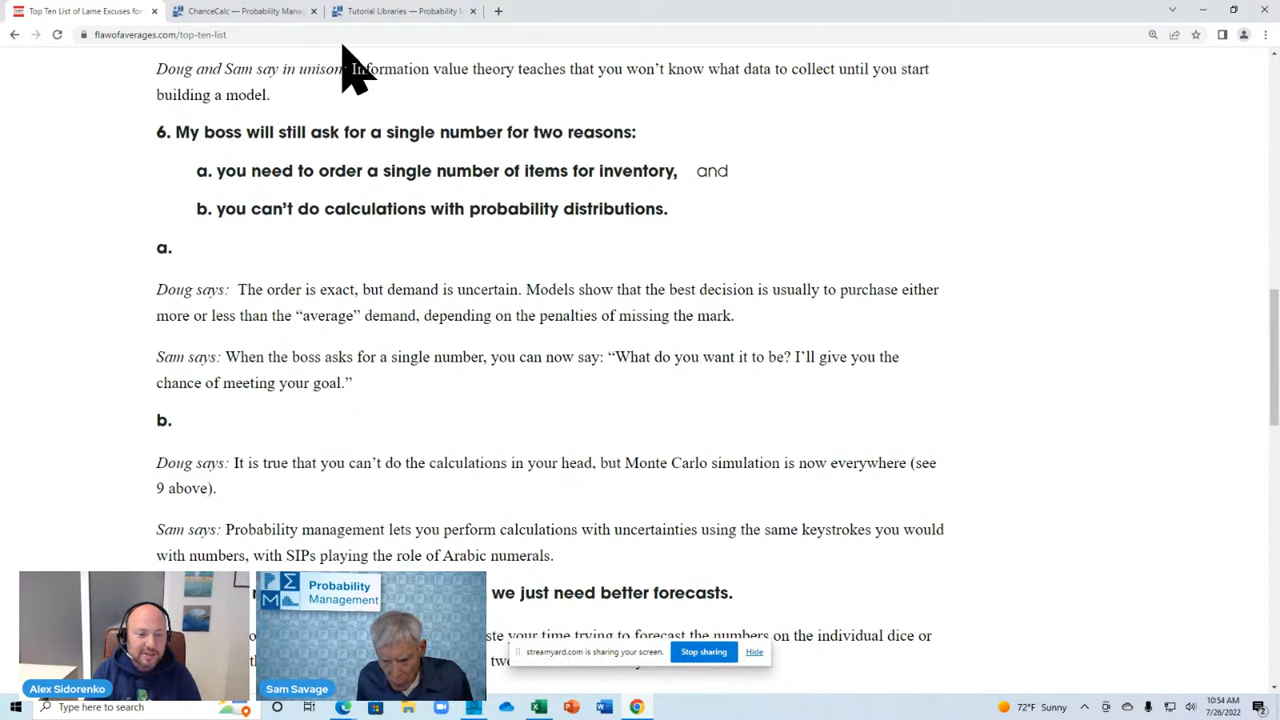 Top Ten List of Lame Excuses for
ChanceCalc — Probability Mana
Tutorial Libraries — Probability M
flawofaverages.com/top-ten-list
Doug and Sam say in unison: Information value theory teaches that you won't know what data to collect until you start
building a model.
6. My boss will still ask for a single number for two reasons:
a. you need to order a single number of items for inventory, and
b. you can't do calculations with probability distributions.
a.
Doug says: The order is exact, but demand is uncertain. Models show that the best decision is usually to purchase either
more or less than the “average” demand, depending on the penalties of missing the mark.
Sam says: When the boss asks for a single number, you can now say: “What do you want it to be? I'll give you the
chance of meeting your goal.”
b.
Doug says: It is true that you can't do the calculations in your head, but Monte Carlo simulation is now everywhere (see
9 above).
Sam says: Probability management lets you perform calculations with uncertainties using the same keystrokes you would
with numbers, with SIPs playing the role of Arabic numerals.
we just need better forecasts.
your time trying to forecast the numbers on the individual dice or
Probability
Management
streamyard.com is sharing your screen.
Stop sharing
Hide
Alex Sidorenko
Sam Savage
Type here to search
72°F Sunny
10:54 AM
7/26/2022